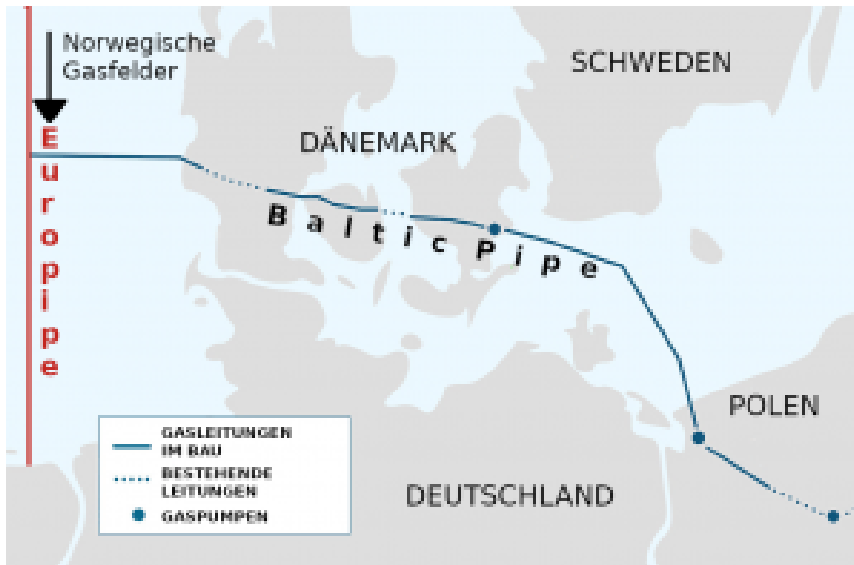 Norwegische
Gasfelder
SCHWEDEN
DÄNEMARK
Europipe
Baltic Pipe
POLEN
DEUTSCHLAND
GASLEITUNGEN
IM BAU
BESTEHENDE
LEITUNGEN
GASPUMPEN